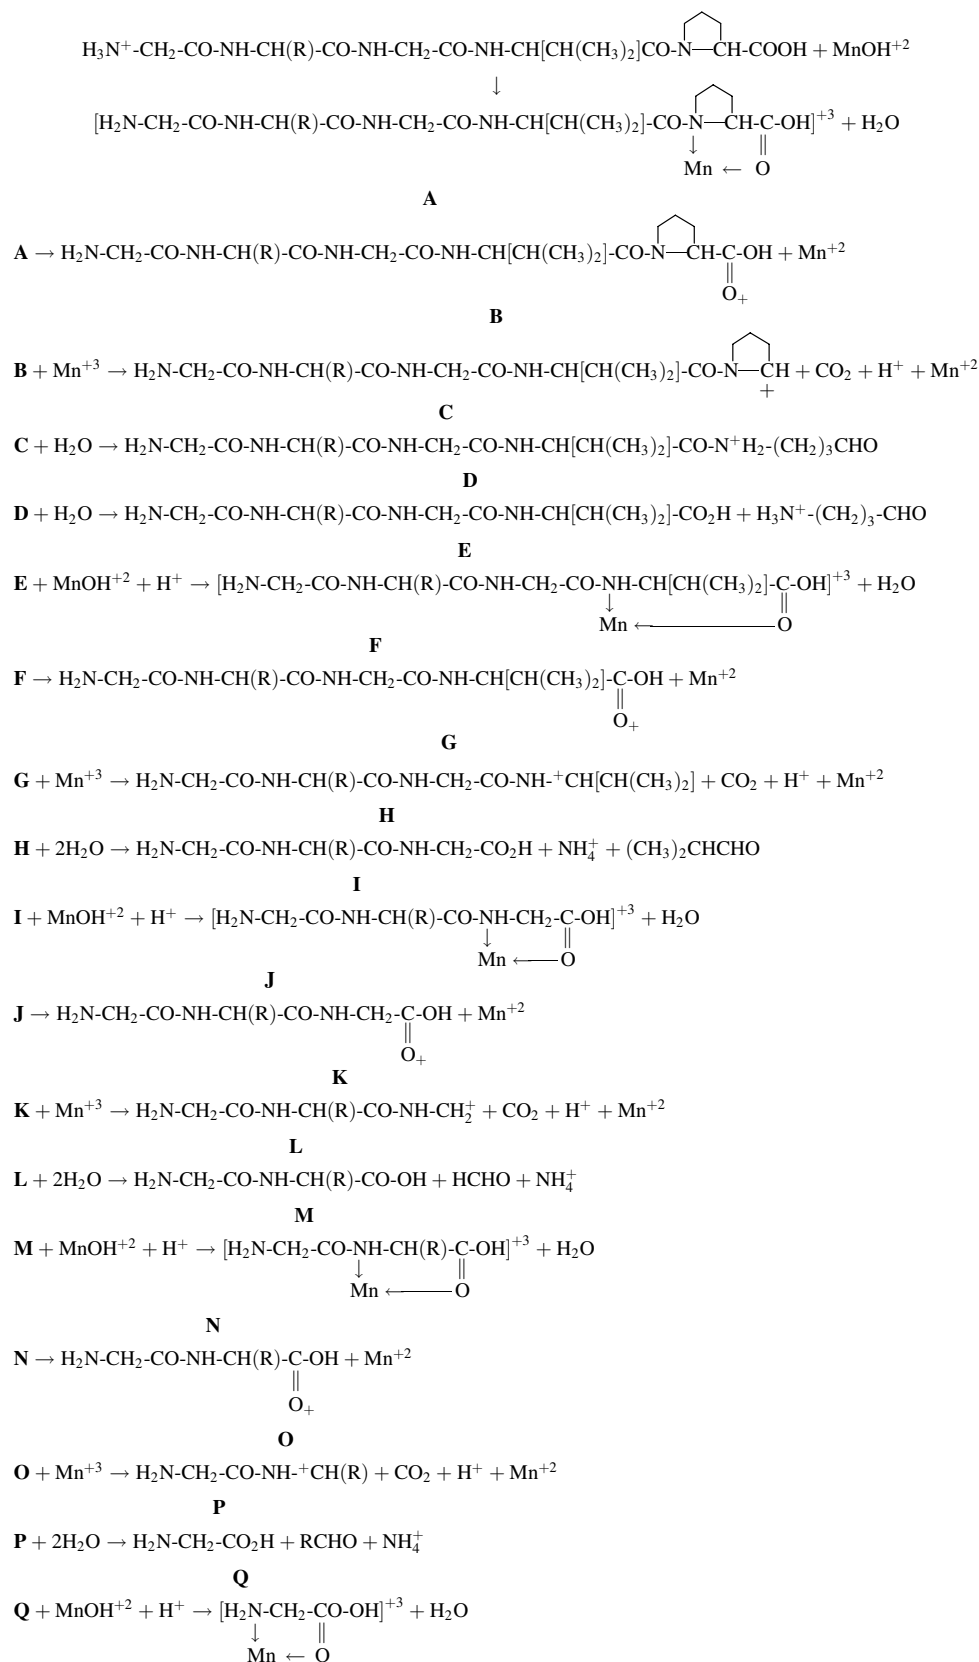 H₃N⁺-CH₂-CO-NH-CH(R)-CO-NH-CH₂-CO-NH-CH[CH(CH₃)₂]CO-N—CH-COOH + MnOH⁺²
↓
[H₂N-CH₂-CO-NH-CH(R)-CO-NH-CH₂-CO-NH-CH[CH(CH₃)₂]-CO-N—CH-C-OH]⁺³ + H₂O
↓ ||
Mn ← O
A
A → H₂N-CH₂-CO-NH-CH(R)-CO-NH-CH₂-CO-NH-CH[CH(CH₃)₂]-CO-N—CH-C-OH + Mn⁺²
||
O₊
B
B + Mn⁺³ → H₂N-CH₂-CO-NH-CH(R)-CO-NH-CH₂-CO-NH-CH[CH(CH₃)₂]-CO-N—CH + CO₂ + H⁺ + Mn⁺²
+
C
C + H₂O → H₂N-CH₂-CO-NH-CH(R)-CO-NH-CH₂-CO-NH-CH[CH(CH₃)₂]-CO-N⁺H₂-(CH₂)₃CHO
D
D + H₂O → H₂N-CH₂-CO-NH-CH(R)-CO-NH-CH₂-CO-NH-CH[CH(CH₃)₂]-CO₂H + H₃N⁺-(CH₂)₃-CHO
E
E + MnOH⁺² + H⁺ → [H₂N-CH₂-CO-NH-CH(R)-CO-NH-CH₂-CO-NH-CH[CH(CH₃)₂]-C-OH]⁺³ + H₂O
↓ ||
Mn ←—O
F
F → H₂N-CH₂-CO-NH-CH(R)-CO-NH-CH₂-CO-NH-CH[CH(CH₃)₂]-C-OH + Mn⁺²
||
O₊
G
G + Mn⁺³ → H₂N-CH₂-CO-NH-CH(R)-CO-NH-CH₂-CO-NH-⁺CH[CH(CH₃)₂] + CO₂ + H⁺ + Mn⁺²
H
H + 2H₂O → H₂N-CH₂-CO-NH-CH(R)-CO-NH-CH₂-CO₂H + NH₄⁺ + (CH₃)₂CHCHO
I
I + MnOH⁺² + H⁺ → [H₂N-CH₂-CO-NH-CH(R)-CO-NH-CH₂-C-OH]⁺³ + H₂O
↓ ||
Mn ←—O
J
J → H₂N-CH₂-CO-NH-CH(R)-CO-NH-CH₂-C-OH + Mn⁺²
||
O₊
K
K + Mn⁺³ → H₂N-CH₂-CO-NH-CH(R)-CO-NH-CH₂⁺ + CO₂ + H⁺ + Mn⁺²
L
L + 2H₂O → H₂N-CH₂-CO-NH-CH(R)-CO-OH + HCHO + NH₄⁺
M
M + MnOH⁺² + H⁺ → [H₂N-CH₂-CO-NH-CH(R)-C-OH]⁺³ + H₂O
↓ ||
Mn ←—O
N
N → H₂N-CH₂-CO-NH-CH(R)-C-OH + Mn⁺²
||
O₊
O
O + Mn⁺³ → H₂N-CH₂-CO-NH-⁺CH(R) + CO₂ + H⁺ + Mn⁺²
P
P + 2H₂O → H₂N-CH₂-CO₂H + RCHO + NH₄⁺
Q
Q + MnOH⁺² + H⁺ → [H₂N-CH₂-CO-OH]⁺³ + H₂O
↓ ||
Mn ← O